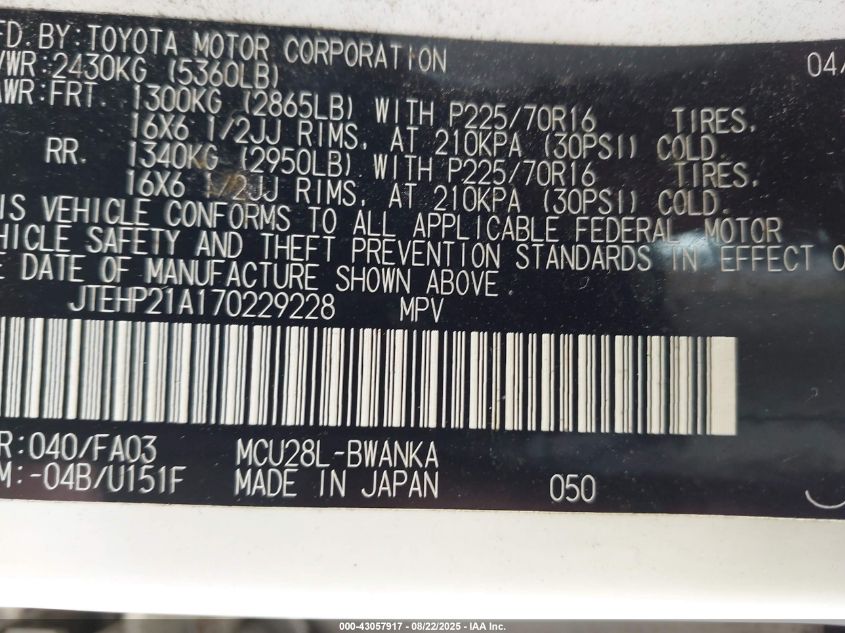 FD. BY: TOYOTA MOTOR CORPORATION 04/
VWR: 2430KG (5360LB)
AWR: FRT. 1300KG (2865LB) WITH P225/70R16 TIRES,
16X6 1/2JJ RIMS, AT 210KPA (30PSI) COLD.
RR. 1340KG (2950LB) WITH P225/70R16 TIRES,
16X6 1/2JJ RIMS, AT 210KPA (30PSI) COLD.
IS VEHICLE CONFORMS TO ALL APPLICABLE FEDERAL MOTOR
HICLE SAFETY AND THEFT PREVENTION STANDARDS IN EFFECT O
E DATE OF MANUFACTURE SHOWN ABOVE
JTEHP21A170229228 MPV
R: 040/FA03 MCU28L-BWANKA
M: -04B/U151F MADE IN JAPAN 050
000-43057917 - 08/22/2025 - IAA Inc.